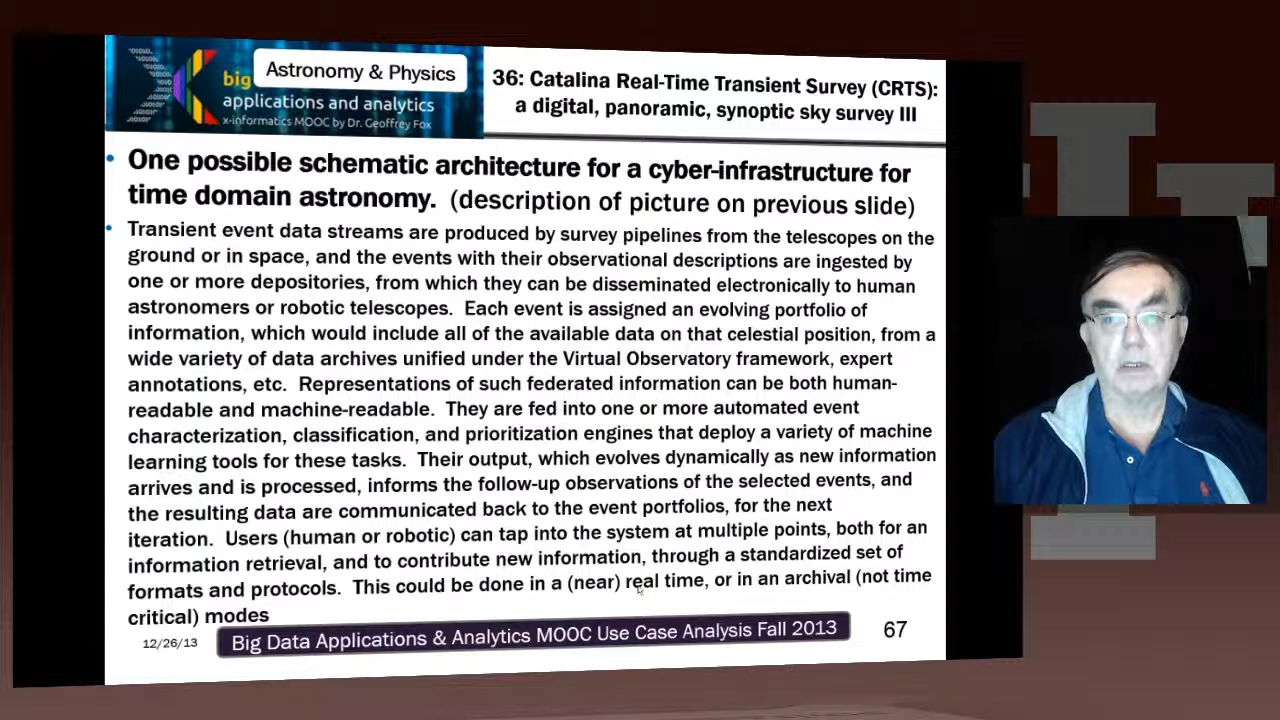 big
Astronomy & Physics
applications and analytics
x-informatics MOOC by Dr. Geoffrey Fox
36: Catalina Real-Time Transient Survey (CRTS):
a digital, panoramic, synoptic sky survey III
• One possible schematic architecture for a cyber-infrastructure for
time domain astronomy. (description of picture on previous slide)
• Transient event data streams are produced by survey pipelines from the telescopes on the
ground or in space, and the events with their observational descriptions are ingested by
one or more depositories, from which they can be disseminated electronically to human
astronomers or robotic telescopes. Each event is assigned an evolving portfolio of
information, which would include all of the available data on that celestial position, from a
wide variety of data archives unified under the Virtual Observatory framework, expert
annotations, etc. Representations of such federated information can be both human-
readable and machine-readable. They are fed into one or more automated event
characterization, classification, and prioritization engines that deploy a variety of machine
learning tools for these tasks. Their output, which evolves dynamically as new information
arrives and is processed, informs the follow-up observations of the selected events, and
the resulting data are communicated back to the event portfolios, for the next
iteration. Users (human or robotic) can tap into the system at multiple points, both for an
information retrieval, and to contribute new information, through a standardized set of
formats and protocols. This could be done in a (near) real time, or in an archival (not time
critical) modes
12/26/13
Big Data Applications & Analytics MOOC Use Case Analysis Fall 2013
67